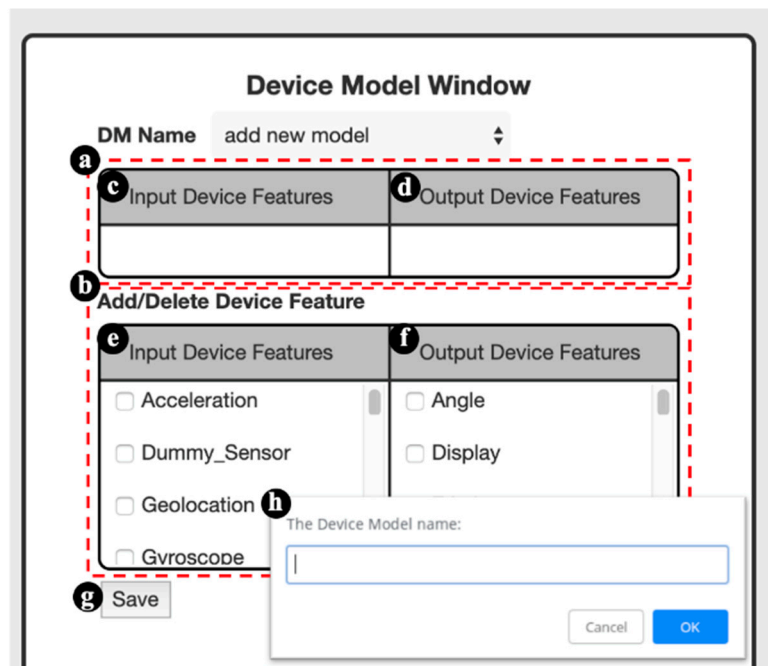 Device Model Window
DM Name add new model
a
c Input Device Features d Output Device Features
b
Add/Delete Device Feature
e Input Device Features f Output Device Features
Acceleration Angle
Dummy_Sensor Display
Geolocation h
The Device Model name:
Gyroscope
g Save
Cancel OK